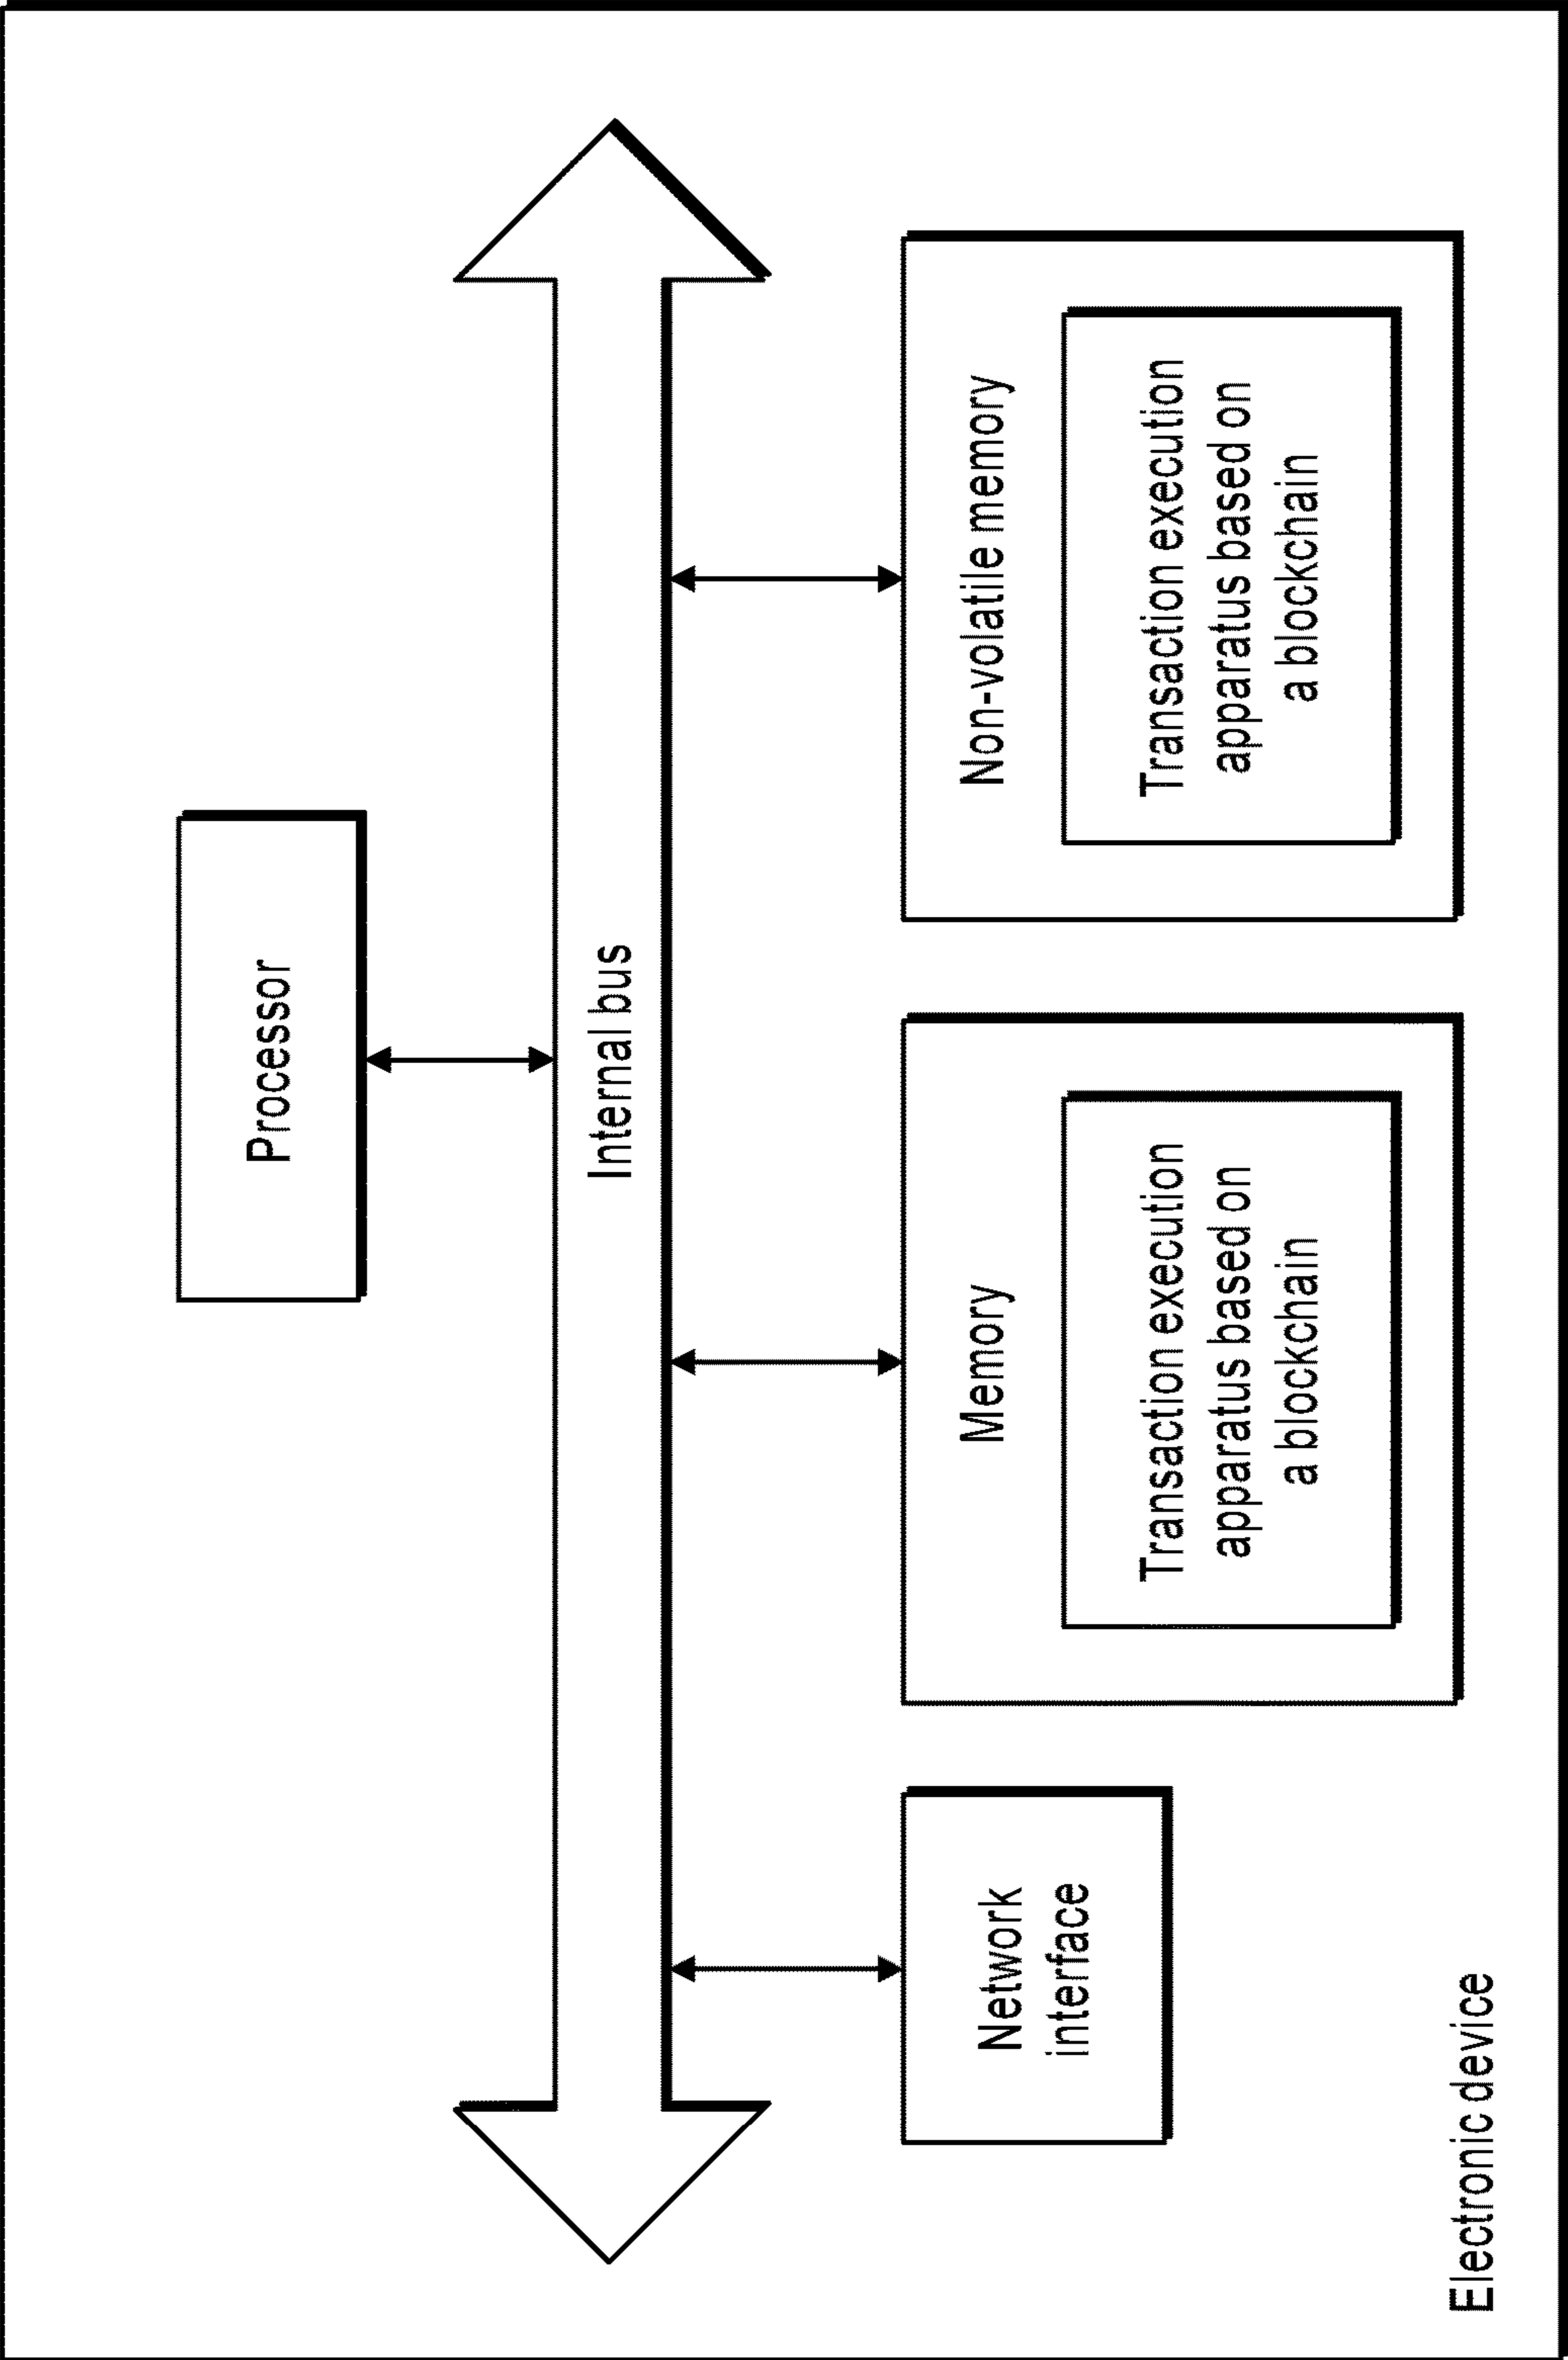 Processor
Internal bus
Network
interface
Memory
Transaction execution
apparatus based on
a blockchain
Non-volatile memory
Transaction execution
apparatus based on
a blockchain
Electronic device